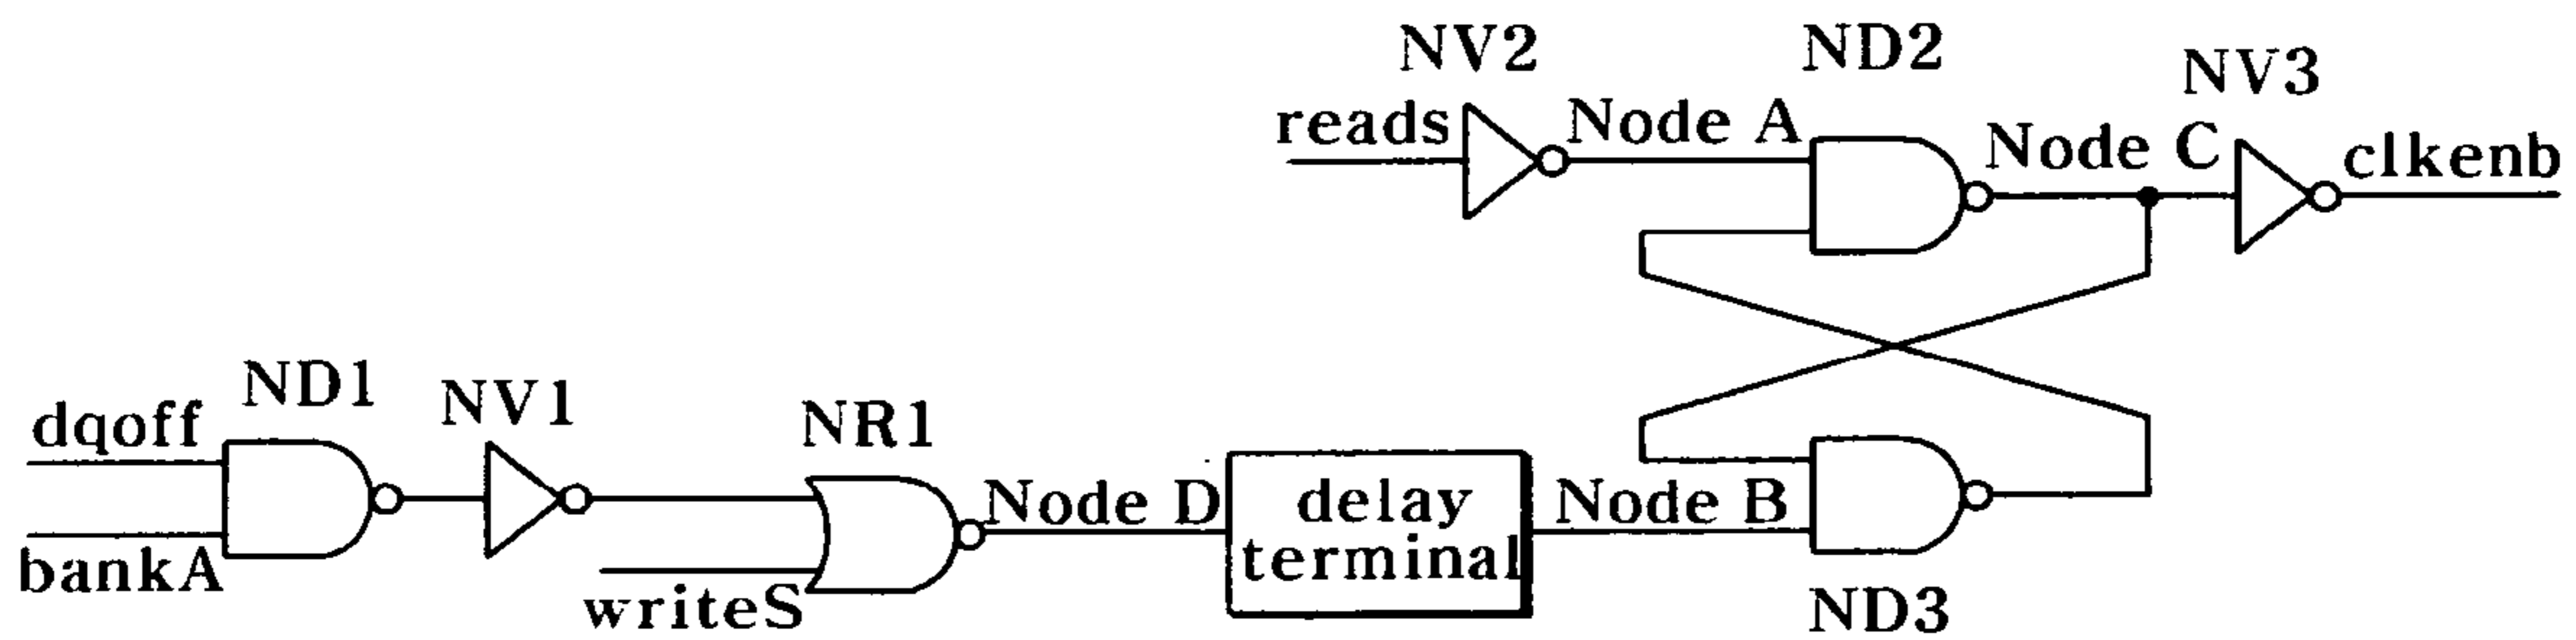 NV2
ND2
NV3
reads
Node A
Node C
clkenb
ND1
NV1
NR1
dqoff
bankA
writeS
Node D
delay
terminal
Node B
ND3